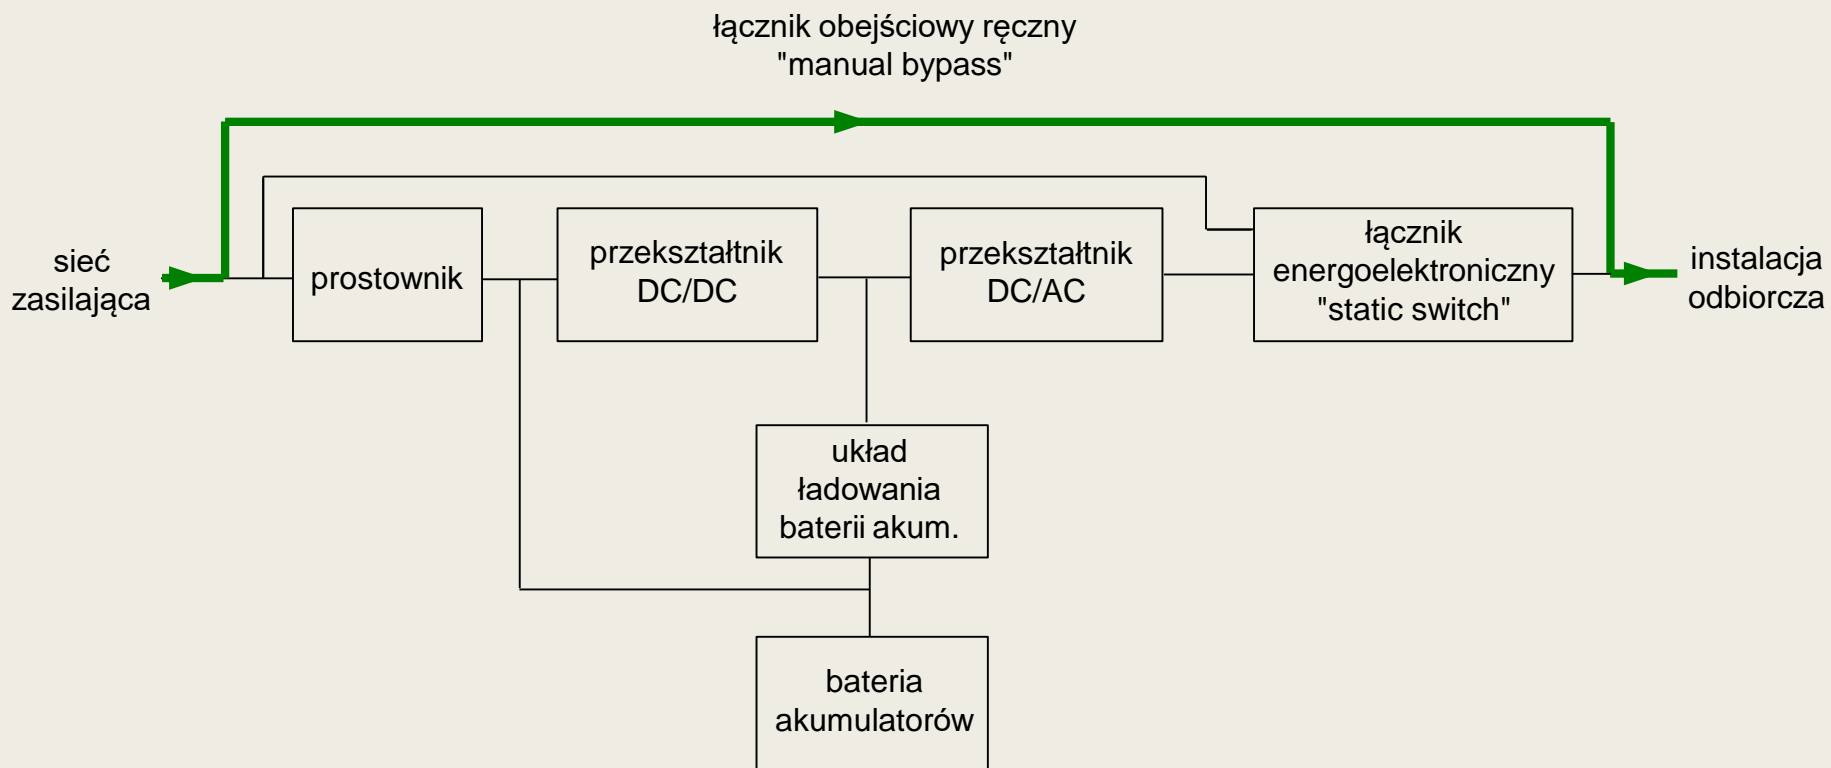 łącznik obejściowy ręczny
"manual bypass"
sieć
zasilająca
prostownik
przekształtnik
DC/DC
przekształtnik
DC/AC
łącznik
energoelektroniczny
"static switch"
instalacja
odbiorcza
układ
ładowania
baterii akum.
bateria
akumulatorów